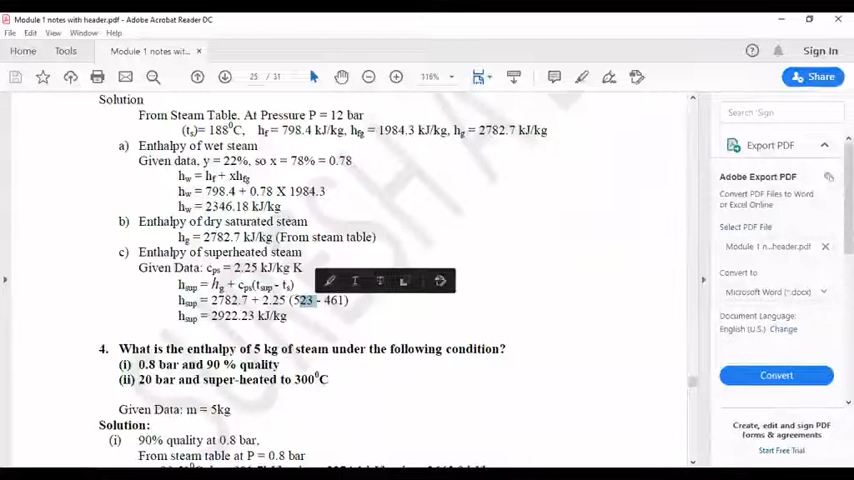 Module 1 notes with header.pdf - Adobe Acrobat Reader DC
File Edit View Window Help
Home Tools Module 1 notes wit... × Sign In
25 / 31 116% Share
Solution
From Steam Table, At Pressure P = 12 bar
(ts)= 188⁰C, hf = 798.4 kJ/kg, hfg = 1984.3 kJ/kg, hg = 2782.7 kJ/kg
a) Enthalpy of wet steam
Given data, y = 22%, so x = 78% = 0.78
hw = hf + xhfg
hw = 798.4 + 0.78 X 1984.3
hw = 2346.18 kJ/kg
b) Enthalpy of dry saturated steam
hg = 2782.7 kJ/kg (From steam table)
c) Enthalpy of superheated steam
Given Data: cps = 2.25 kJ/kg K
hsup = hg + cps(tsup - ts)
hsup = 2782.7 + 2.25 (523 - 461)
hsup = 2922.23 kJ/kg
4. What is the enthalpy of 5 kg of steam under the following condition?
(i) 0.8 bar and 90 % quality
(ii) 20 bar and super-heated to 300⁰C
Given Data: m = 5kg
Solution:
(i) 90% quality at 0.8 bar,
From steam table at P = 0.8 bar
Search 'Sign
Export PDF
Adobe Export PDF
Convert PDF Files to Word
or Excel Online
Select PDF File
Module 1 n...header.pdf ×
Convert to
Microsoft Word (*.docx)
Document Language:
English (U.S.) Change
Convert
Create, edit and sign PDF
forms & agreements
Start Free Trial